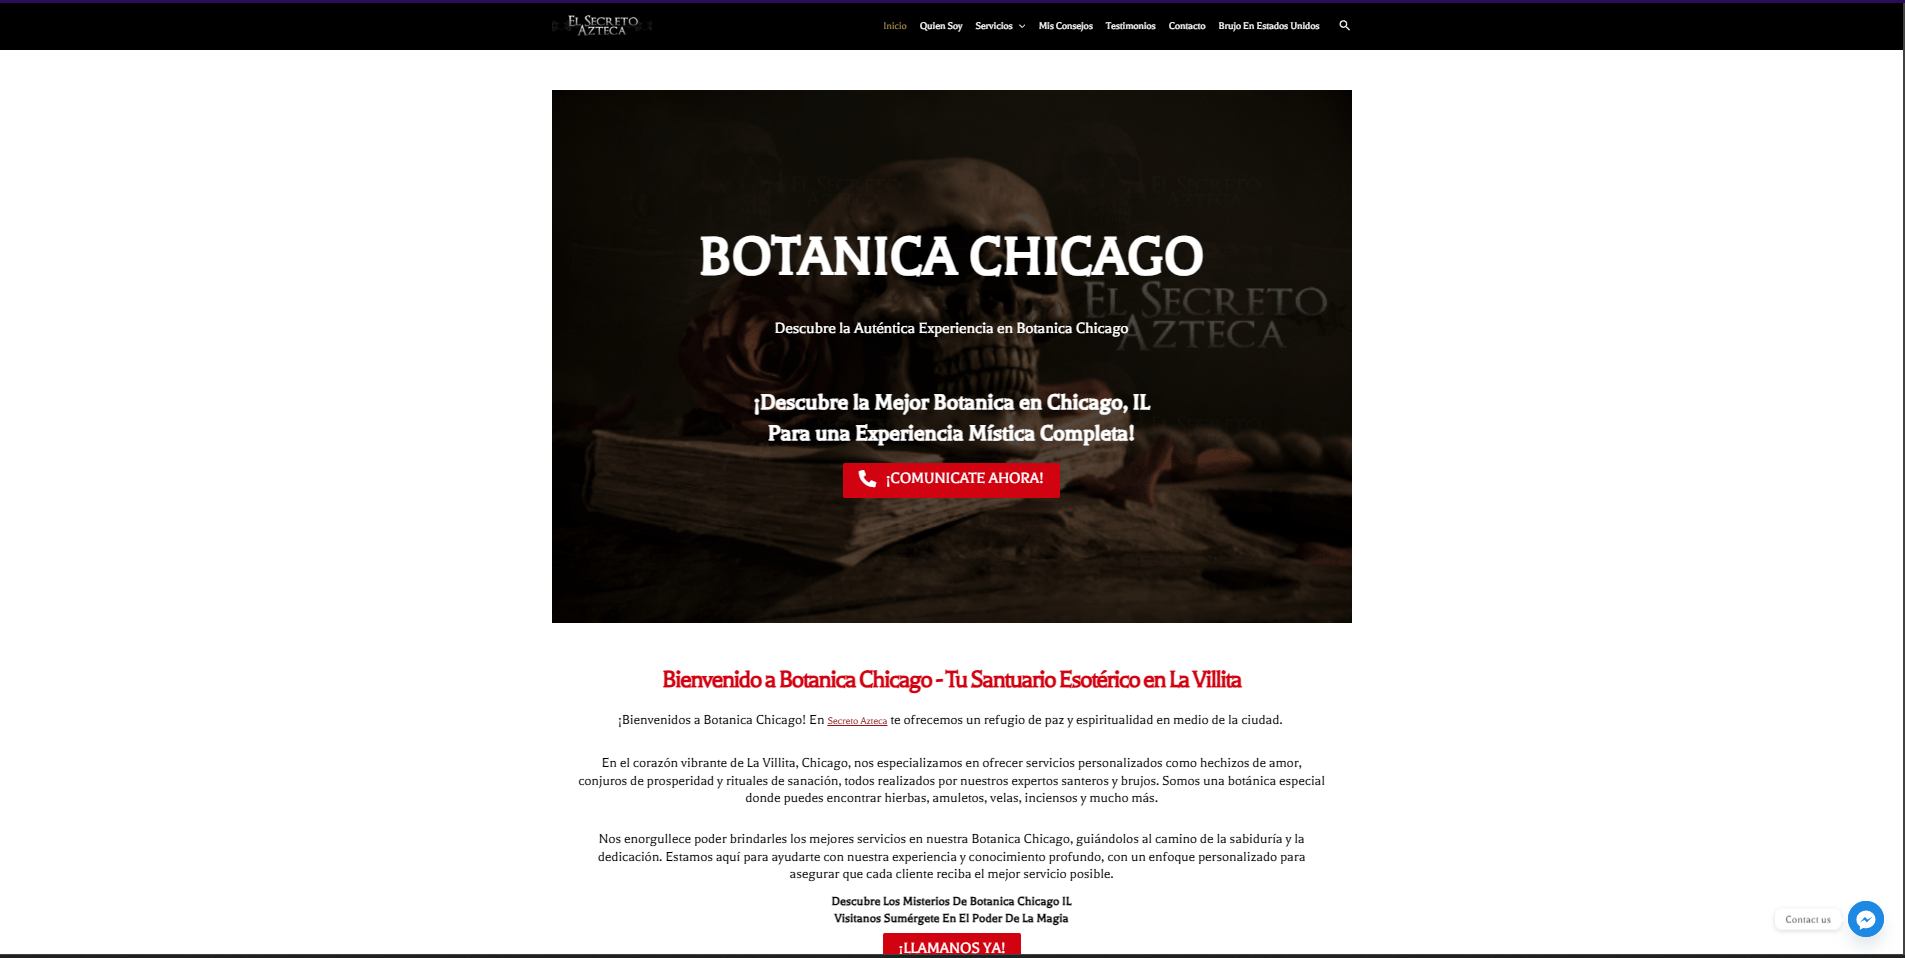 EL SECRETO
AZTECA
Inicio
Quien Soy
Servicios
Mis Consejos
Testimonios
Contacto
Brujo En Estados Unidos
EL SECRETO
AZTECA
EL SECRETO
AZTECA
BOTANICA CHICAGO
EL SECRETO
AZTECA
Descubre la Auténtica Experiencia en Botanica Chicago
¡Descubre la Mejor Botanica en Chicago, IL
Para una Experiencia Mística Completa!
¡COMUNICATE AHORA!
Bienvenido a Botanica Chicago - Tu Santuario Esotérico en La Villita
¡Bienvenidos a Botanica Chicago! En Secreto Azteca te ofrecemos un refugio de paz y espiritualidad en medio de la ciudad.
En el corazón vibrante de La Villita, Chicago, nos especializamos en ofrecer servicios personalizados como hechizos de amor,
conjuros de prosperidad y rituales de sanación, todos realizados por nuestros expertos santeros y brujos. Somos una botánica especial
donde puedes encontrar hierbas, amuletos, velas, inciensos y mucho más.
Nos enorgullece poder brindarles los mejores servicios en nuestra Botanica Chicago, guiándolos al camino de la sabiduría y la
dedicación. Estamos aquí para ayudarte con nuestra experiencia y conocimiento profundo, con un enfoque personalizado para
asegurar que cada cliente reciba el mejor servicio posible.
Descubre Los Misterios De Botanica Chicago IL
Visitanos Sumérgete En El Poder De La Magia
¡LLAMANOS YA!
Contact us